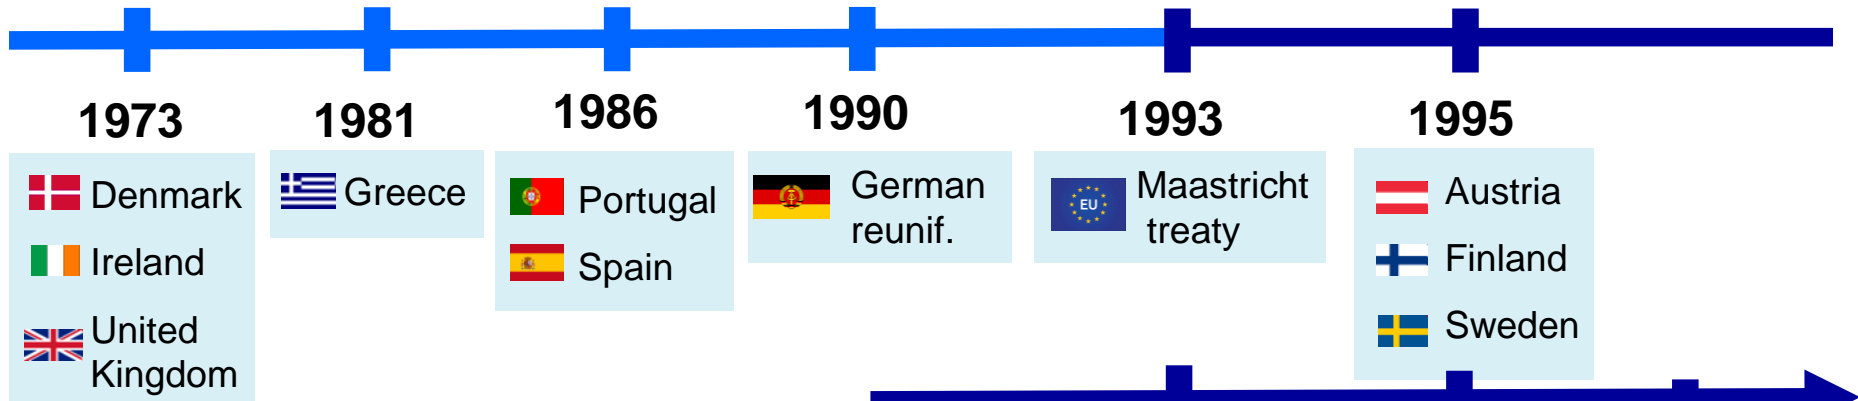 1973
1981
1986
1990
1993
1995
Denmark
Ireland
United
Kingdom
Greece
Portugal
Spain
German
reunif.
EU
Maastricht
treaty
Austria
Finland
Sweden